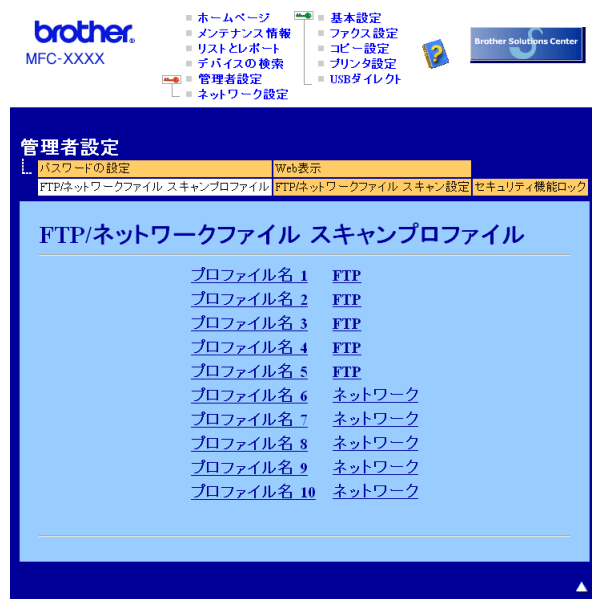 brother®
MFC-XXXX
ホームページ
メンテナンス情報
リストとレポート
デバイスの検索
管理者設定
ネットワーク設定
基本設定
ファクス設定
コピー設定
プリンタ設定
USBダイレクト
Brother Solutions Center
管理者設定
パスワードの設定
Web表示
FTP/ネットワークファイル スキャンプロファイル
FTP/ネットワークファイル スキャン設定
セキュリティ機能ロック
FTP/ネットワークファイル スキャンプロファイル
プロファイル名 1 FTP
プロファイル名 2 FTP
プロファイル名 3 FTP
プロファイル名 4 FTP
プロファイル名 5 FTP
プロファイル名 6 ネットワーク
プロファイル名 7 ネットワーク
プロファイル名 8 ネットワーク
プロファイル名 9 ネットワーク
プロファイル名 10 ネットワーク